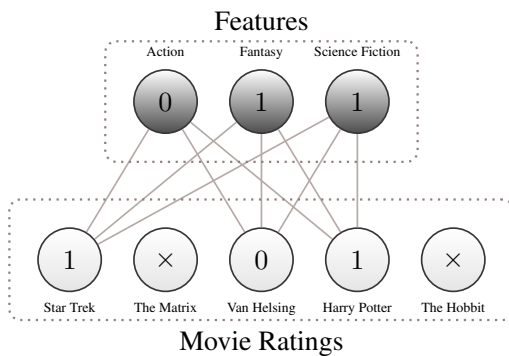 Features
Action Fantasy Science Fiction
0 1 1
1 × 0 1 ×
Star Trek The Matrix Van Helsing Harry Potter The Hobbit
Movie Ratings